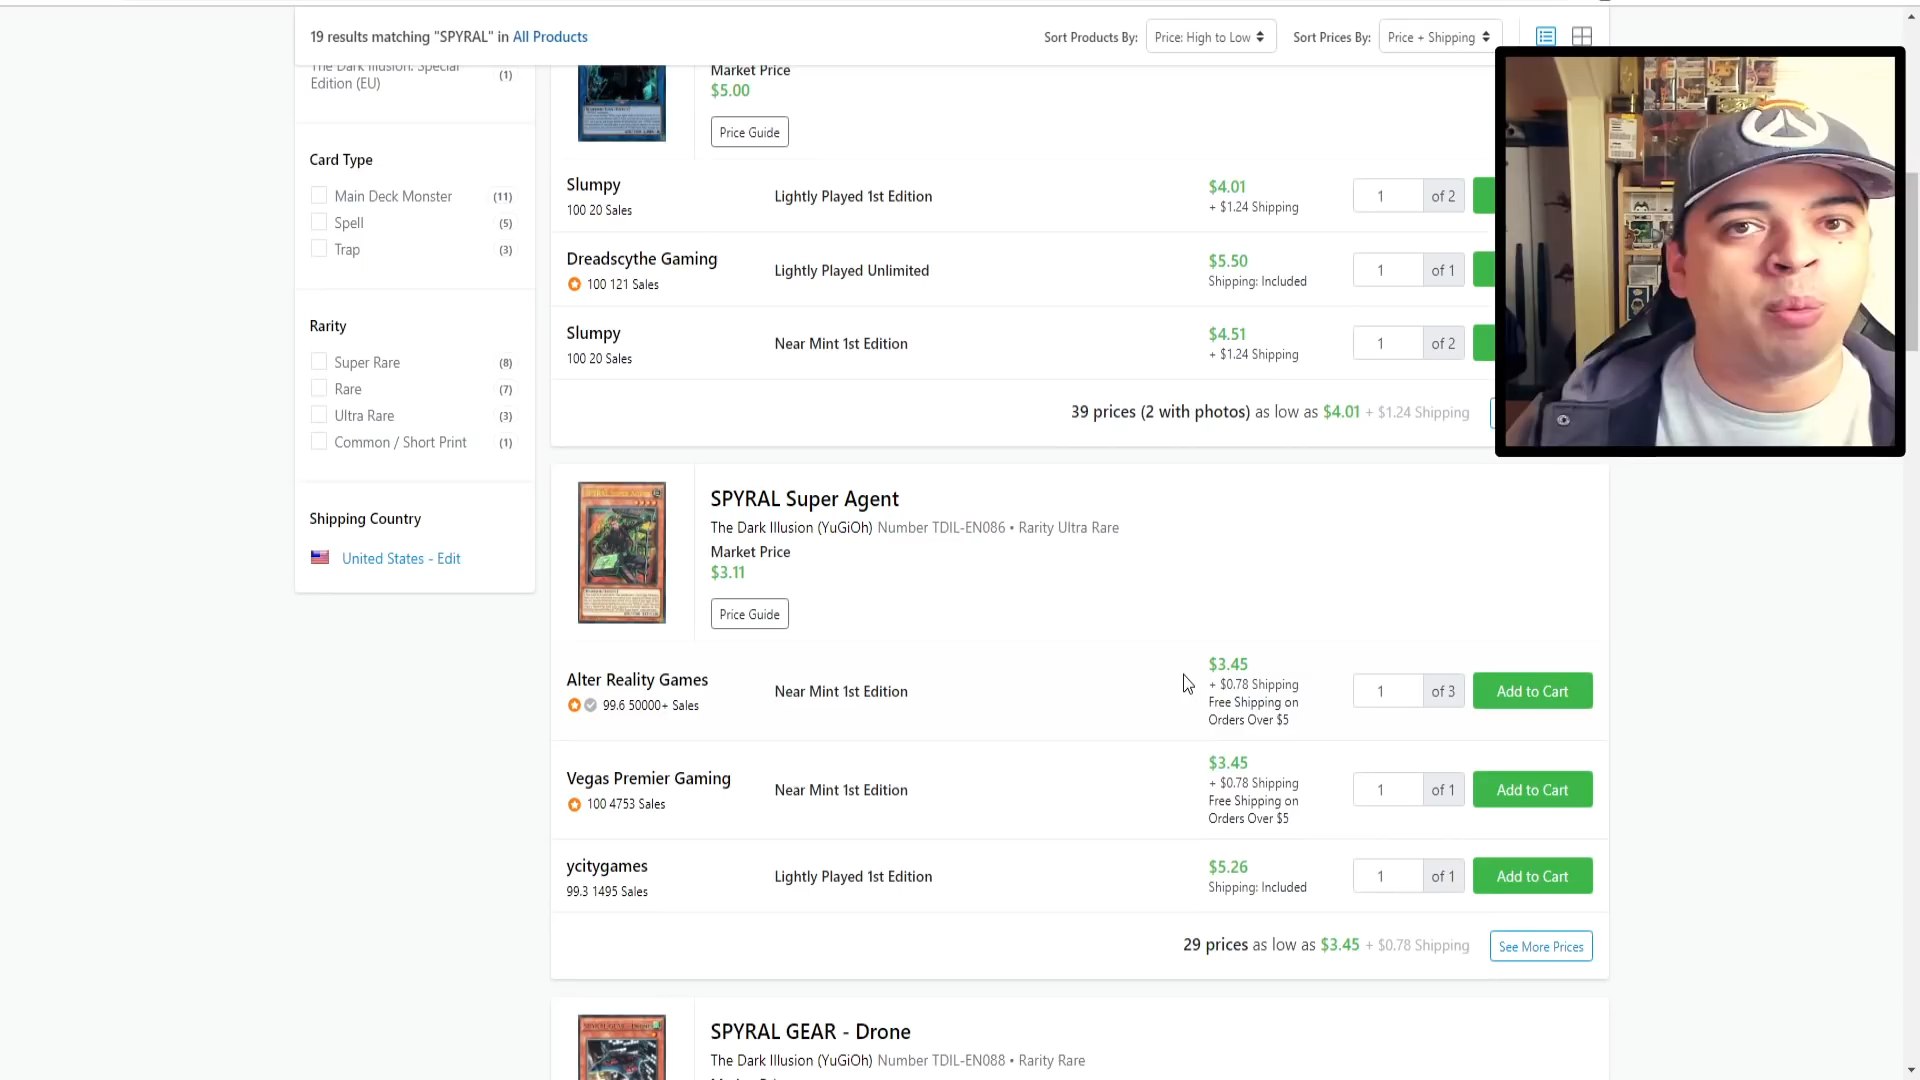 19 results matching "SPYRAL" in All Products
Sort Products By: Price: High to Low
Sort Prices By: Price + Shipping
The Dark Illusion: Special
Edition (EU) (1)
Card Type
Main Deck Monster (11)
Spell (5)
Trap (3)
Rarity
Super Rare (8)
Rare (7)
Ultra Rare (3)
Common / Short Print (1)
Shipping Country
United States - Edit
Market Price
$5.00
Price Guide
Slumpy
100 20 Sales
Lightly Played 1st Edition
$4.01
+ $1.24 Shipping
1 of 2
Dreadscythe Gaming
100 121 Sales
Lightly Played Unlimited
$5.50
Shipping: Included
1 of 1
Slumpy
100 20 Sales
Near Mint 1st Edition
$4.51
+ $1.24 Shipping
1 of 2
39 prices (2 with photos) as low as $4.01 + $1.24 Shipping
SPYRAL Super Agent
The Dark Illusion (YuGiOh) Number TDIL-EN086 • Rarity Ultra Rare
Market Price
$3.11
Price Guide
Alter Reality Games
99.6 50000+ Sales
Near Mint 1st Edition
$3.45
+ $0.78 Shipping
Free Shipping on
Orders Over $5
1 of 3
Add to Cart
Vegas Premier Gaming
100 4753 Sales
Near Mint 1st Edition
$3.45
+ $0.78 Shipping
Free Shipping on
Orders Over $5
1 of 1
Add to Cart
ycitygames
99.3 1495 Sales
Lightly Played 1st Edition
$5.26
Shipping: Included
1 of 1
Add to Cart
29 prices as low as $3.45 + $0.78 Shipping
See More Prices
SPYRAL GEAR - Drone
The Dark Illusion (YuGiOh) Number TDIL-EN088 • Rarity Rare